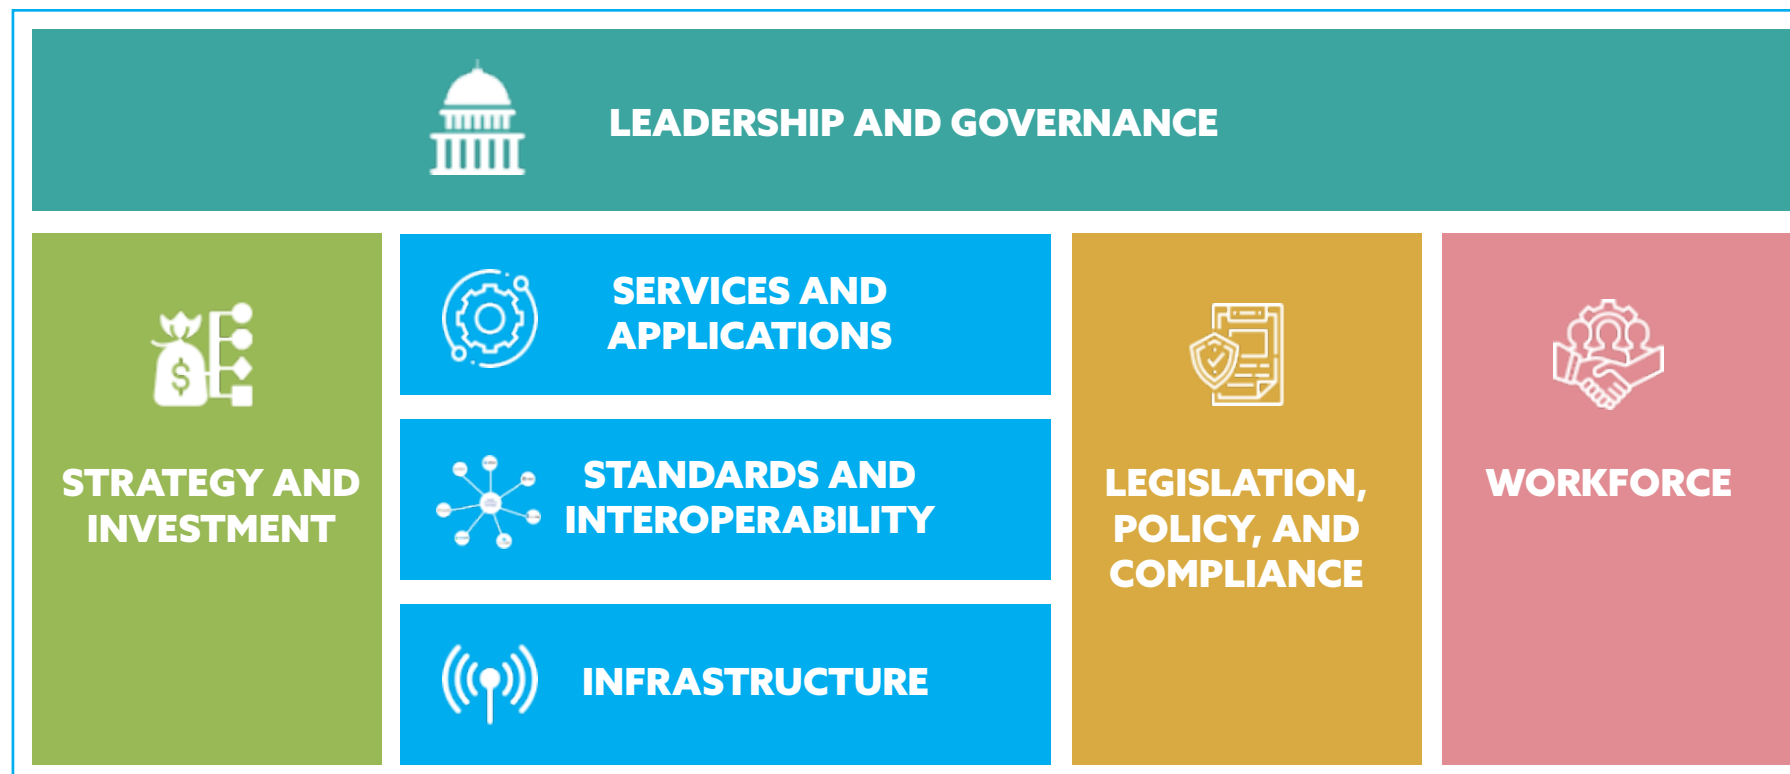 LEADERSHIP AND GOVERNANCE
STRATEGY AND
INVESTMENT
SERVICES AND
APPLICATIONS
STANDARDS AND
INTEROPERABILITY
INFRASTRUCTURE
LEGISLATION,
POLICY, AND
COMPLIANCE
WORKFORCE